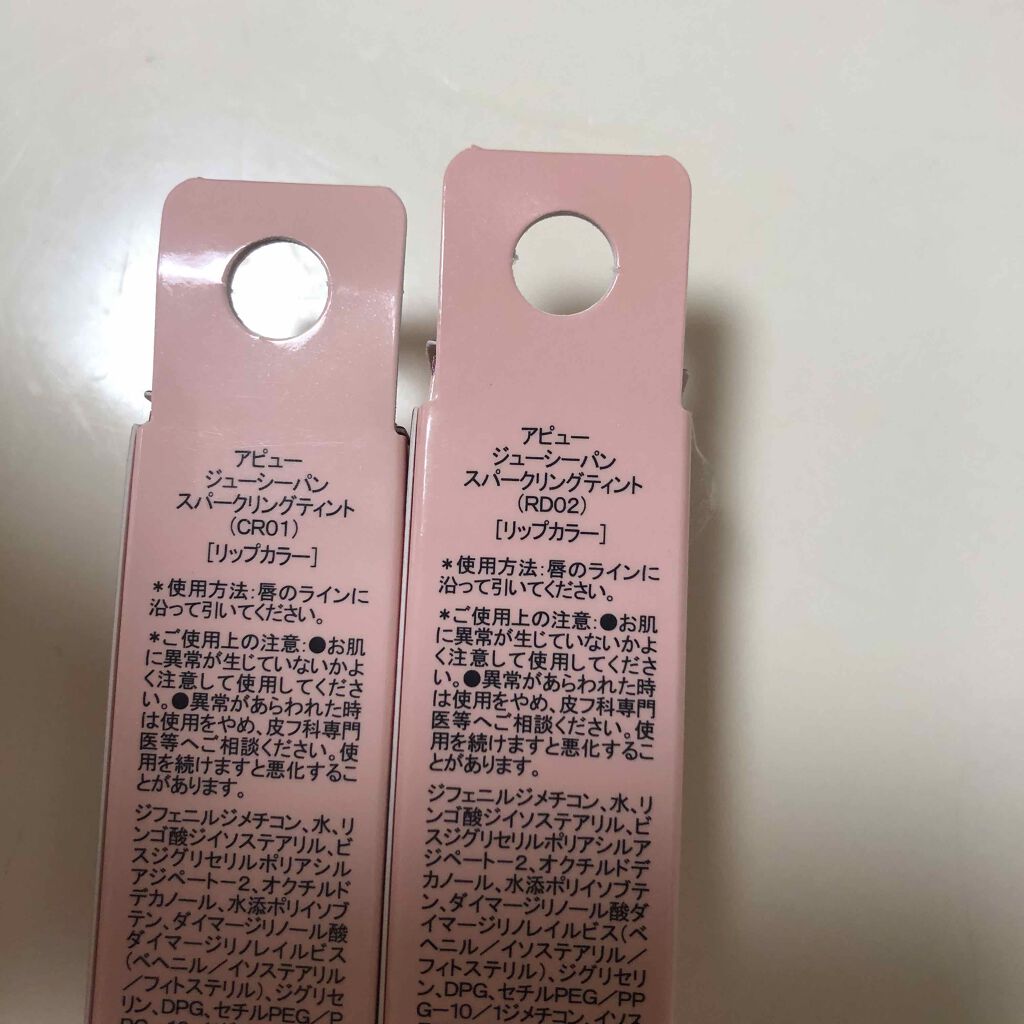 アピュー
ジューシーパン
スパークリングティント
(CR01)
[リップカラー]
*使用方法:唇のラインに
沿って引いてください。
*ご使用上の注意:●お肌
に異常が生じていないかよ
く注意して使用してくださ
い。●異常があらわれた時
は使用をやめ、皮フ科専門
医等へご相談ください。使
用を続けますと悪化するこ
とがあります。
ジフェニルジメチコン、水、リ
ンゴ酸ジイソステアリル、ビ
スジグリセリルポリアシル
アジペート-2、オクチルド
デカノール、水添ポリイソブ
テン、ダイマージリノール酸
ダイマージリノレイルビス
(ベヘニル/イソステアリル
/フィトステリル)、ジグリセ
リン、DPG、セチルPEG/P
アピュー
ジューシーパン
スパークリングティント
(RD02)
[リップカラー]
*使用方法:唇のラインに
沿って引いてください。
*ご使用上の注意:●お肌
に異常が生じていないかよ
く注意して使用してくださ
い。●異常があらわれた時
は使用をやめ、皮フ科専門
医等へご相談ください。使
用を続けますと悪化するこ
とがあります。
ジフェニルジメチコン、水、リ
ンゴ酸ジイソステアリル、ビ
スジグリセリルポリアシルア
ジペート-2、オクチルドデ
カノール、水添ポリイソブテ
ン、ダイマージリノール酸ダ
イマージリノレイルビス(ベ
ヘニル/イソステアリル/
フィトステリル)、ジグリセリ
ン、DPG、セチルPEG/PP
G-10/1ジメチコン、イソス